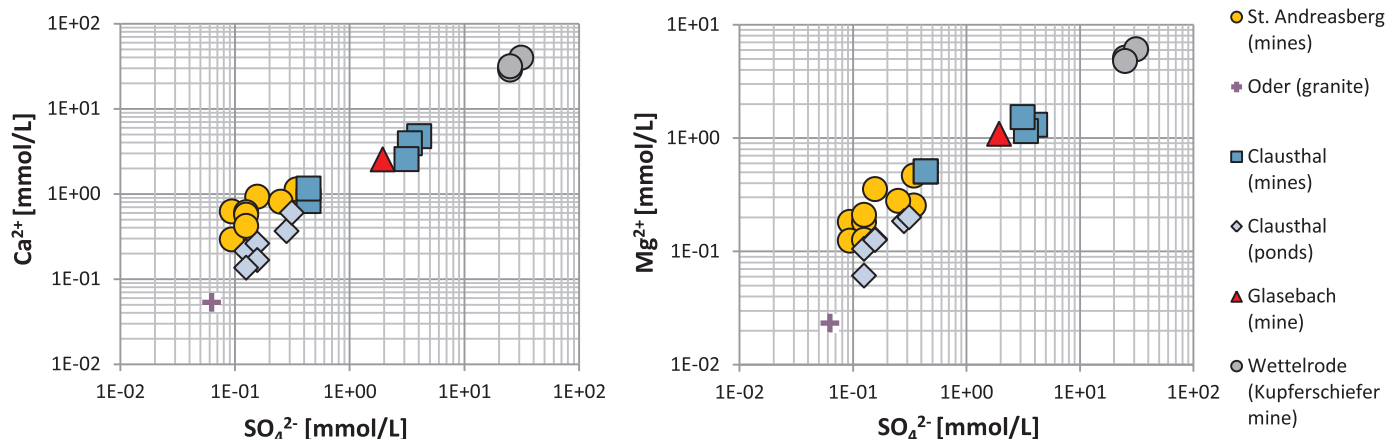 1E+02
1E+01
1E+00
1E-01
1E-02
1E-02
1E-01
1E+00
1E+01
1E+02
Ca²⁺ [mmol/L]
SO₄²⁻ [mmol/L]
1E+01
1E+00
1E-01
1E-02
1E-02
1E-01
1E+00
1E+01
1E+02
Mg²⁺ [mmol/L]
SO₄²⁻ [mmol/L]
St. Andreasberg
(mines)
Oder (granite)
Clausthal
(mines)
Clausthal
(ponds)
Glasebach
(mine)
Wettelrode
(Kupferschiefer
mine)